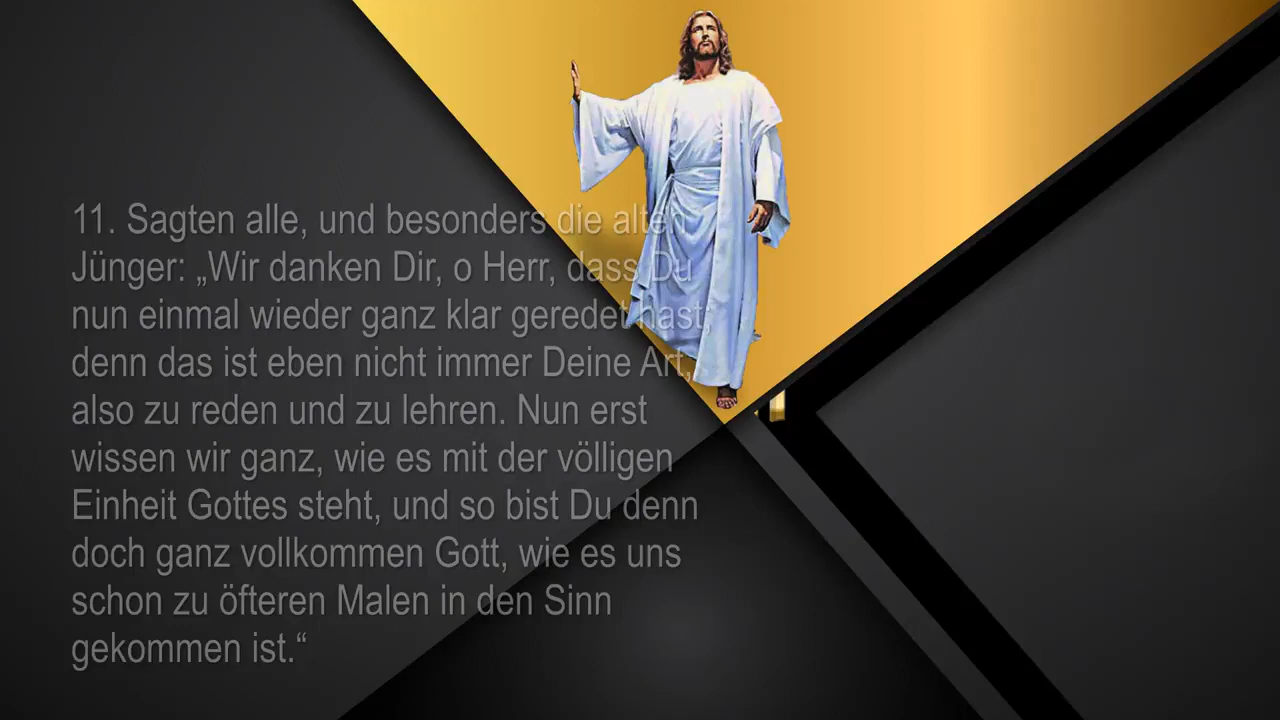 11. Sagten alle, und besonders die alten
Jünger: „Wir danken Dir, o Herr, dass Du
nun einmal wieder ganz klar geredet hast;
denn das ist eben nicht immer Deine Art,
also zu reden und zu lehren. Nun erst
wissen wir ganz, wie es mit der völligen
Einheit Gottes steht, und so bist Du denn
doch ganz vollkommen Gott, wie es uns
schon zu öfteren Malen in den Sinn
gekommen ist.“